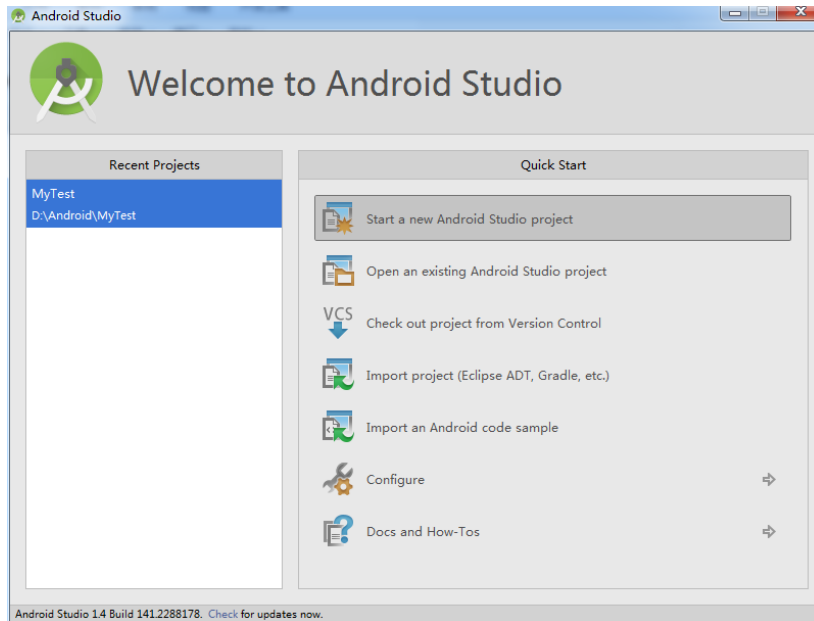 Android Studio
Welcome to Android Studio
Recent Projects
MyTest
D:\Android\MyTest
Quick Start
Start a new Android Studio project
Open an existing Android Studio project
VCS
Check out project from Version Control
Import project (Eclipse ADT, Gradle, etc.)
Import an Android code sample
Configure
Docs and How-Tos
Android Studio 1.4 Build 141.2288178. Check for updates now.